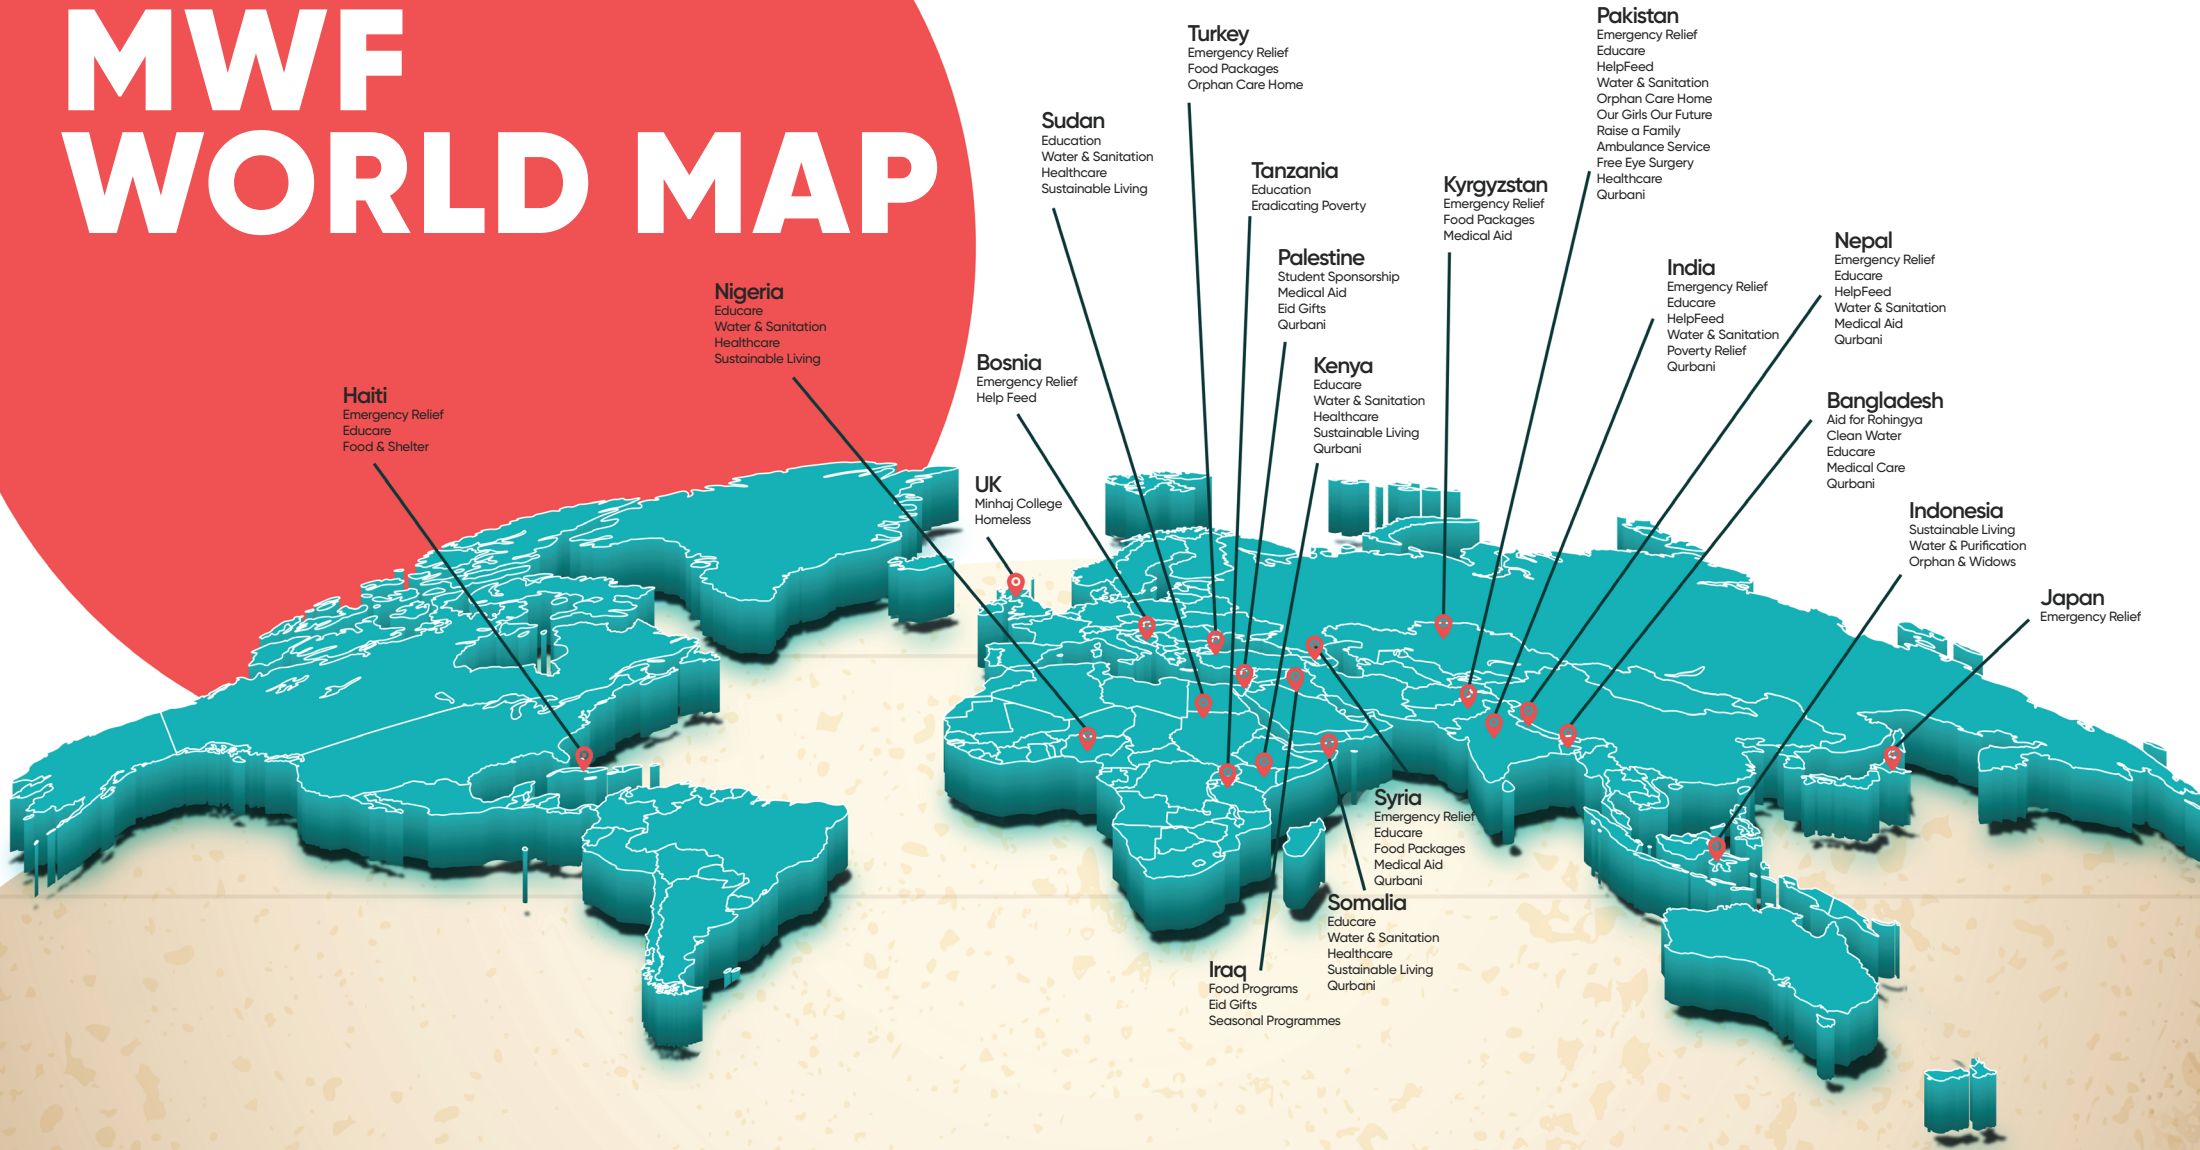 MWF
WORLD MAP
Haiti
Emergency Relief
Educare
Food & Shelter
Nigeria
Educare
Water & Sanitation
Healthcare
Sustainable Living
Bosnia
Emergency Relief
Help Feed
UK
Minhaj College
Homeless
Sudan
Education
Water & Sanitation
Healthcare
Sustainable Living
Turkey
Emergency Relief
Food Packages
Orphan Care Home
Tanzania
Education
Eradicating Poverty
Palestine
Student Sponsorship
Medical Aid
Eid Gifts
Qurbani
Kenya
Educare
Water & Sanitation
Healthcare
Sustainable Living
Qurbani
Kyrgyzstan
Emergency Relief
Food Packages
Medical Aid
Pakistan
Emergency Relief
Educare
HelpFeed
Water & Sanitation
Orphan Care Home
Our Girls Our Future
Raise a Family
Ambulance Service
Free Eye Surgery
Healthcare
Qurbani
India
Emergency Relief
Educare
HelpFeed
Water & Sanitation
Poverty Relief
Qurbani
Nepal
Emergency Relief
Educare
HelpFeed
Water & Sanitation
Medical Aid
Qurbani
Bangladesh
Aid for Rohingya
Clean Water
Educare
Medical Care
Qurbani
Indonesia
Sustainable Living
Water & Purification
Orphan & Widows
Japan
Emergency Relief
Syria
Emergency Relief
Educare
Food Packages
Medical Aid
Qurbani
Somalia
Educare
Water & Sanitation
Healthcare
Sustainable Living
Qurbani
Iraq
Food Programs
Eid Gifts
Seasonal Programmes